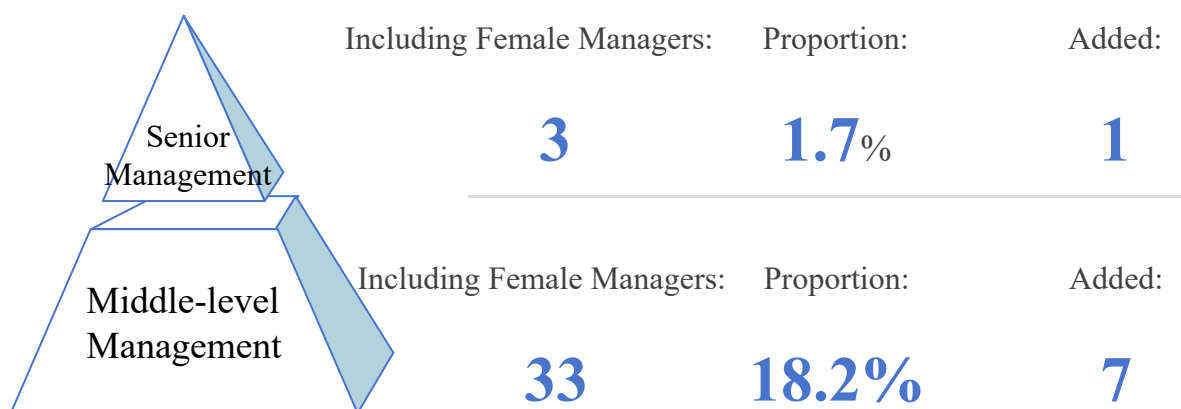 Including Female Managers: Proportion: Added:
Senior
Management
3 1.7% 1
Including Female Managers: Proportion: Added:
Middle-level
Management
33 18.2% 7